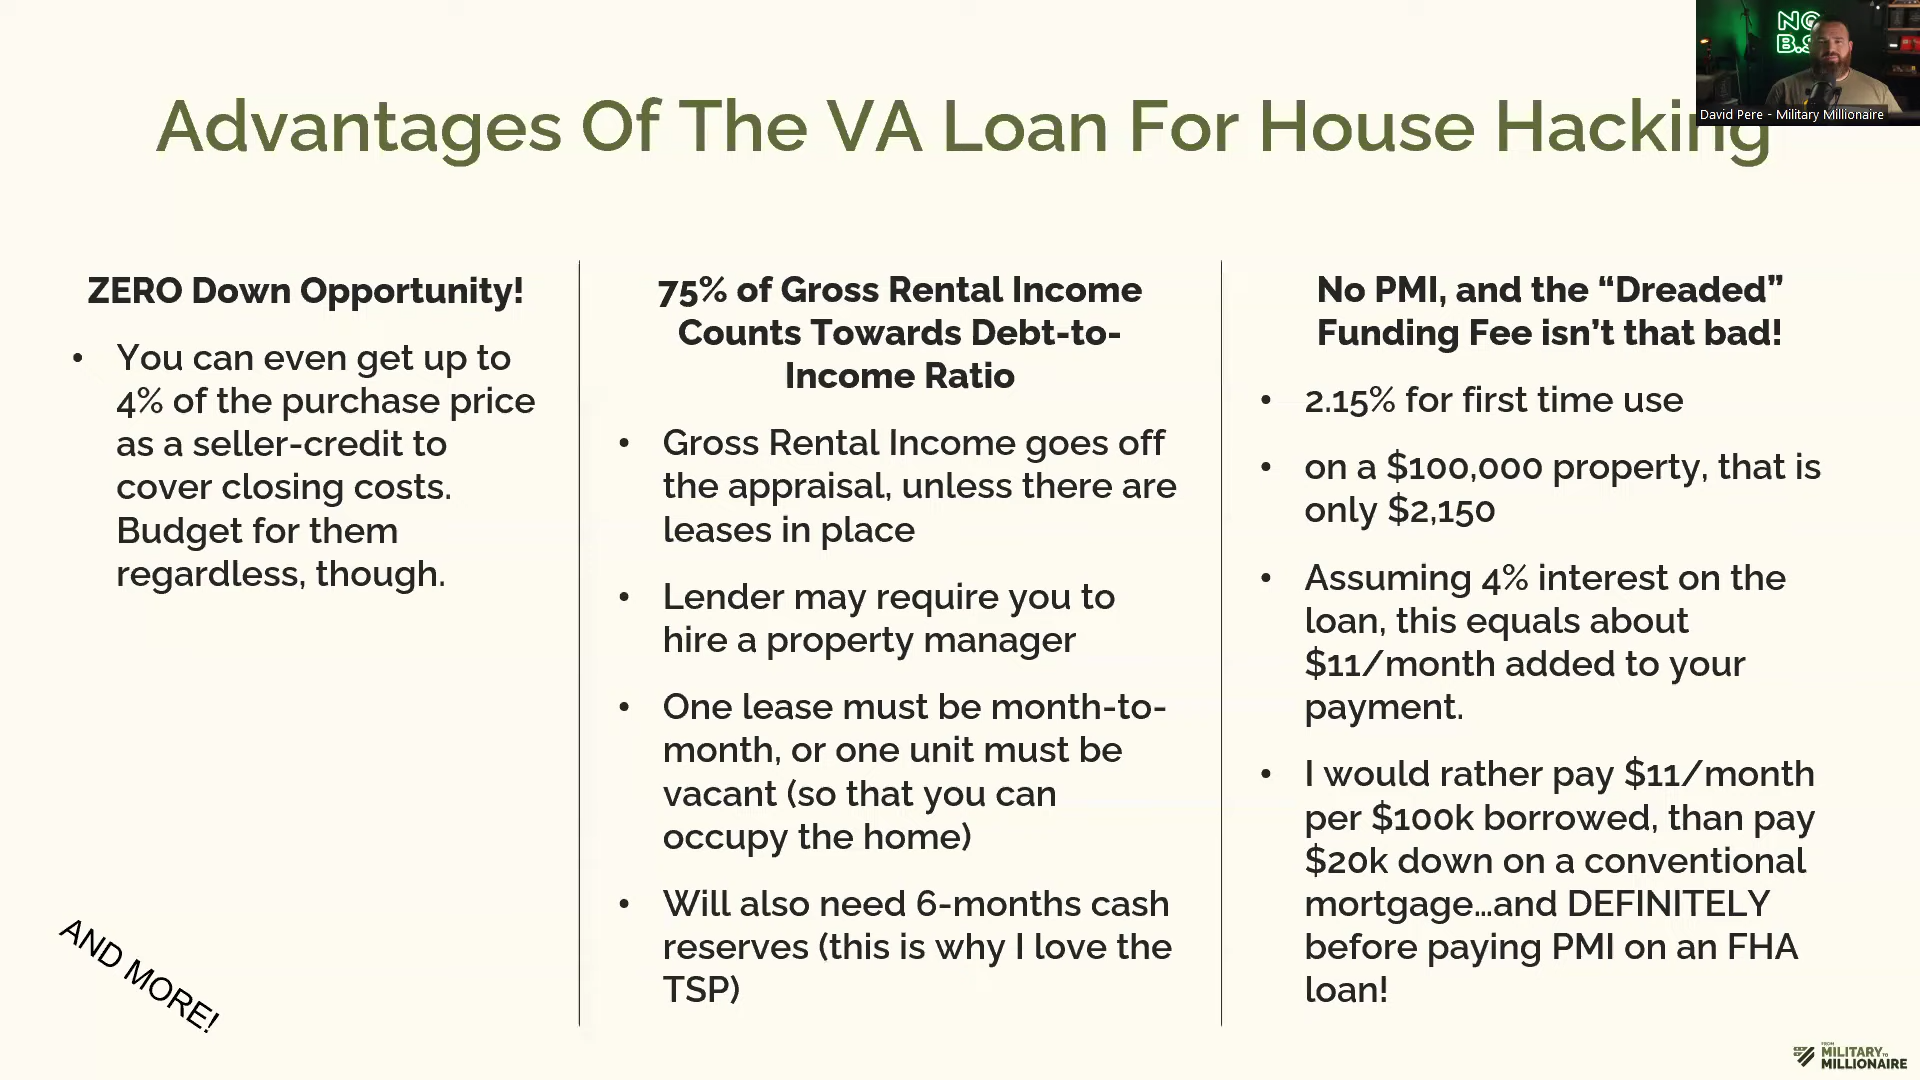 NO
B.S
David Pere - Military Millionaire
Advantages Of The VA Loan For House Hacking
ZERO Down Opportunity!
• You can even get up to
4% of the purchase price
as a seller-credit to
cover closing costs.
Budget for them
regardless, though.
AND MORE!
75% of Gross Rental Income
Counts Towards Debt-to-
Income Ratio
• Gross Rental Income goes off
the appraisal, unless there are
leases in place
• Lender may require you to
hire a property manager
• One lease must be month-to-
month, or one unit must be
vacant (so that you can
occupy the home)
• Will also need 6-months cash
reserves (this is why I love the
TSP)
No PMI, and the “Dreaded”
Funding Fee isn’t that bad!
• 2.15% for first time use
• on a $100,000 property, that is
only $2,150
• Assuming 4% interest on the
loan, this equals about
$11/month added to your
payment.
• I would rather pay $11/month
per $100k borrowed, than pay
$20k down on a conventional
mortgage...and DEFINITELY
before paying PMI on an FHA
loan!
FROM
MILITARY TO
MILLIONAIRE